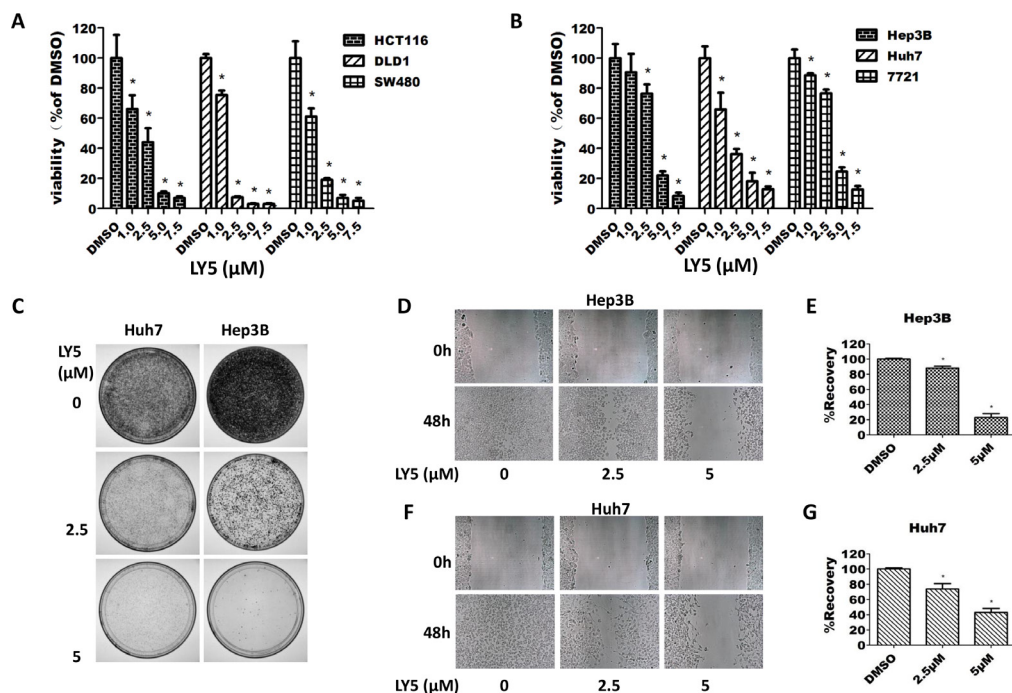 A
viability（%of DMSO）
120
100
80
60
40
20
0
HCT116
DLD1
SW480
* * * * * * * * * * * *
DMSO 1.0 2.5 5.0 7.5 DMSO 1.0 2.5 5.0 7.5 DMSO 1.0 2.5 5.0 7.5
LY5 (μM)
B
viability（%of DMSO）
120
100
80
60
40
20
0
Hep3B
Huh7
7721
* * * * * * * * * * *
DMSO 1.0 2.5 5.0 7.5 DMSO 1.0 2.5 5.0 7.5 DMSO 1.0 2.5 5.0 7.5
LY5 (μM)
C
Huh7 Hep3B
LY5
(μM)
0
2.5
5
D
Hep3B
0h
48h
LY5 (μM) 0 2.5 5
E
Hep3B
%Recovery
120
100
80
60
40
20
0
* *
DMSO 2.5μM 5μM
F
Huh7
0h
48h
LY5 (μM) 0 2.5 5
G
Huh7
%Recovery
120
100
80
60
40
20
0
* *
DMSO 2.5μM 5μM